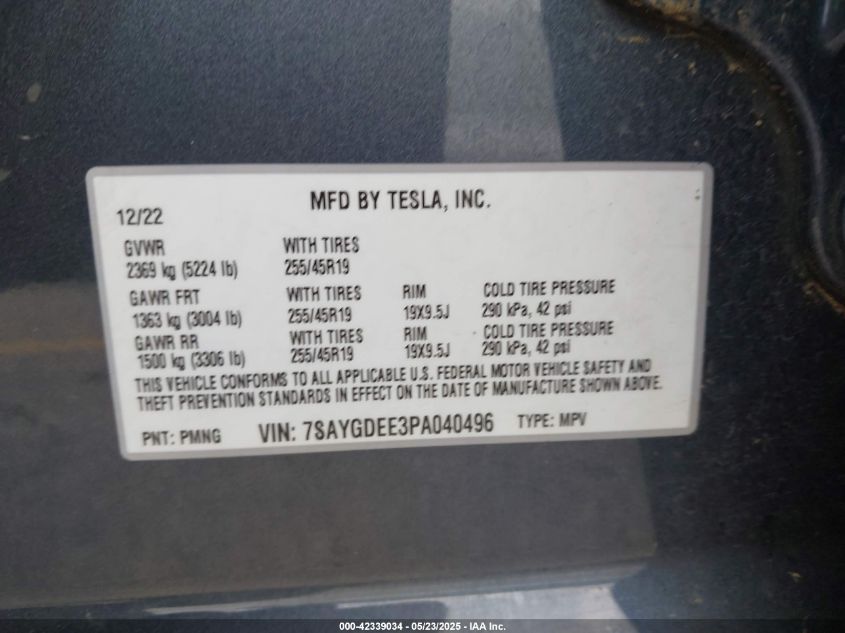 MFD BY TESLA, INC.
12/22
GVWR WITH TIRES
2369 kg (5224 lb) 255/45R19
GAWR FRT WITH TIRES RIM COLD TIRE PRESSURE
1363 kg (3004 lb) 255/45R19 19X9.5J 290 kPa, 42 psi
GAWR RR WITH TIRES RIM COLD TIRE PRESSURE
1500 kg (3306 lb) 255/45R19 19X9.5J 290 kPa, 42 psi
THIS VEHICLE CONFORMS TO ALL APPLICABLE U.S. FEDERAL MOTOR VEHICLE SAFETY AND
THEFT PREVENTION STANDARDS IN EFFECT ON THE DATE OF MANUFACTURE SHOWN ABOVE.
PNT: PMNG VIN: 7SAYGDEE3PA040496 TYPE: MPV
000-42339034 - 05/23/2025 - IAA Inc.